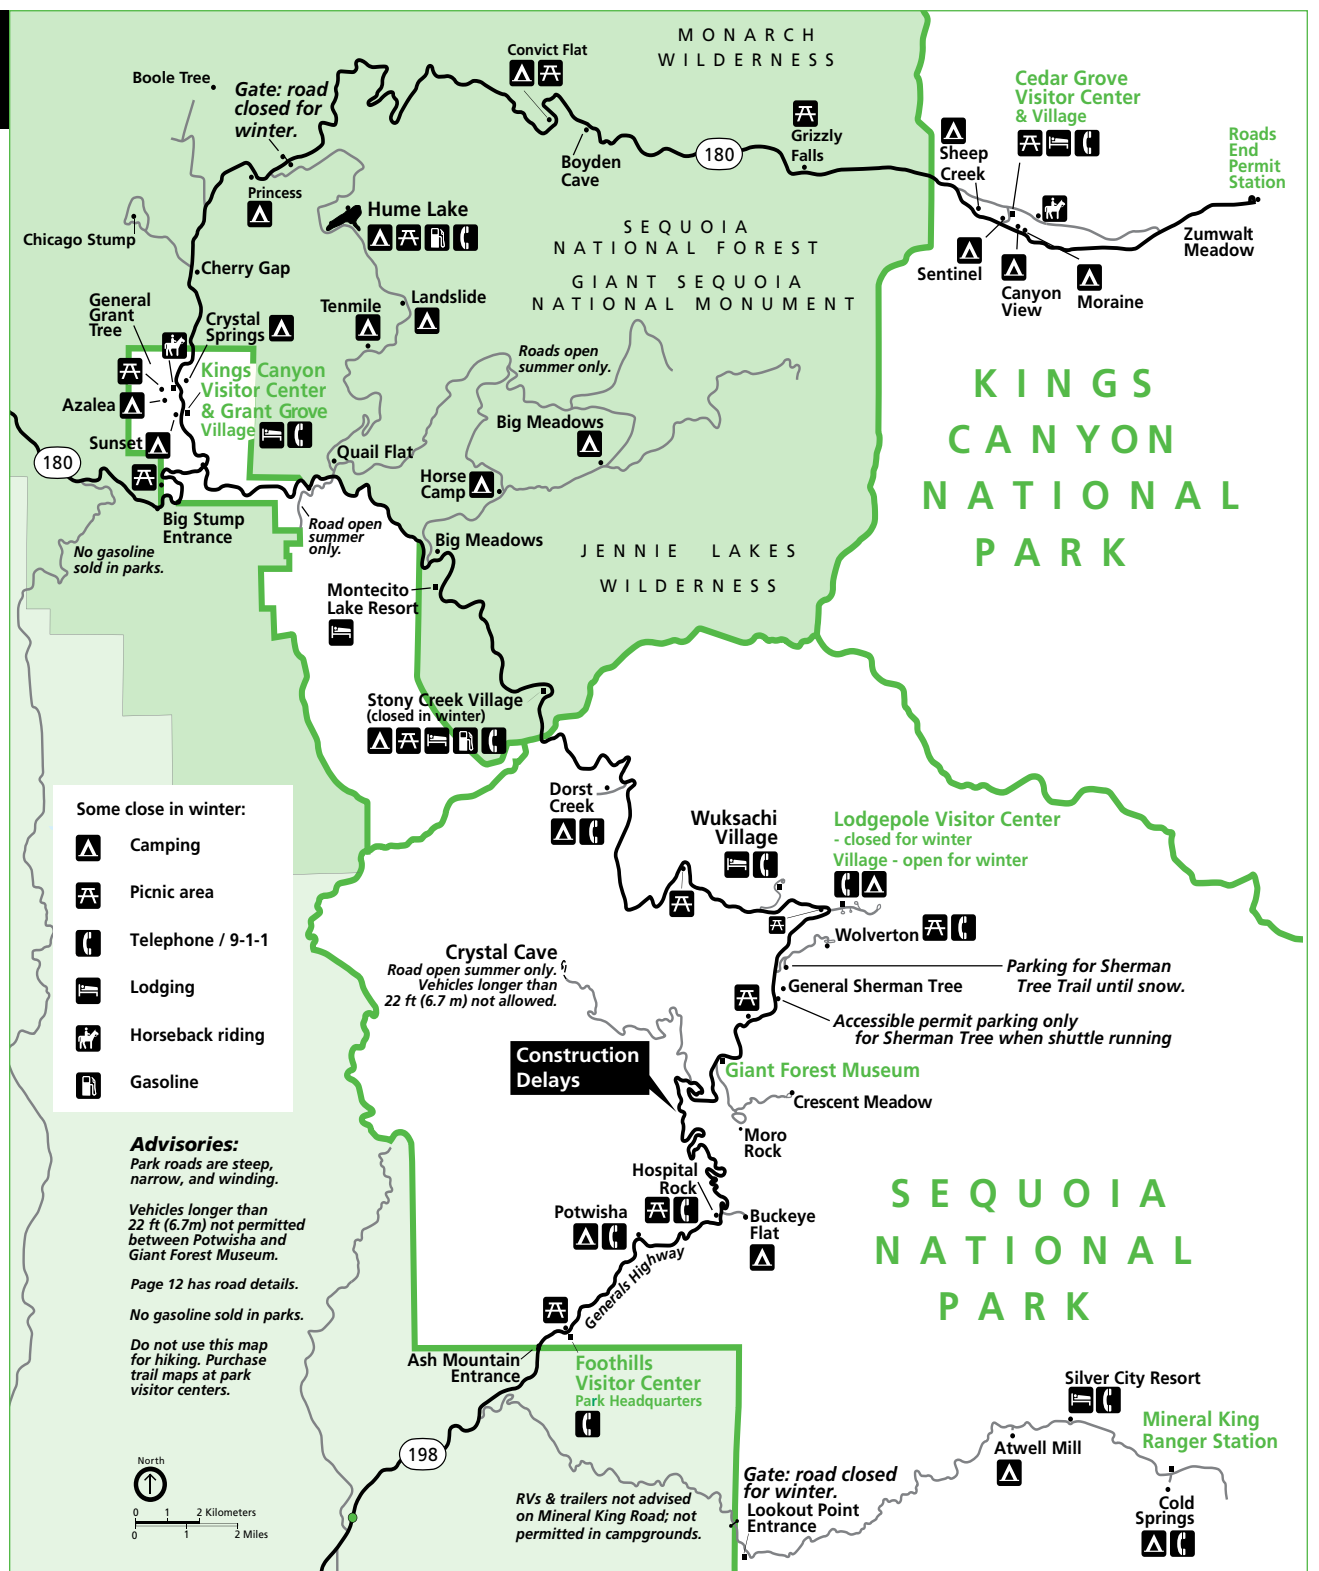 MONARCH
WILDERNESS
Convict Flat
Boole Tree
Gate: road
closed for
winter.
Cedar Grove
Visitor Center
& Village
Grizzly
Falls
180
Boyden
Cave
Sheep
Creek
Roads
End
Permit
Station
Princess
Hume Lake
Chicago Stump
SEQUOIA
NATIONAL FOREST
GIANT SEQUOIA
NATIONAL MONUMENT
Zumwalt
Meadow
Cherry Gap
Sentinel
Canyon
View
Moraine
General
Grant
Tree
Crystal
Springs
Tenmile
Landslide
Roads open
summer only.
Kings Canyon
Visitor Center
& Grant Grove
Village
Azalea
Sunset
KINGS
CANYON
NATIONAL
PARK
Big Meadows
Quail Flat
180
Horse
Camp
Big Stump
Entrance
Road open
summer
only.
No gasoline
sold in parks.
Big Meadows
JENNIE LAKES
WILDERNESS
Montecito
Lake Resort
Stony Creek Village
(closed in winter)
Dorst
Creek
Wuksachi
Village
Lodgepole Visitor Center
- closed for winter
Village - open for winter
Some close in winter:
Camping
Picnic area
Telephone / 9-1-1
Lodging
Horseback riding
Gasoline
Wolverton
Crystal Cave
Road open summer only.
Vehicles longer than
22 ft (6.7 m) not allowed.
Parking for Sherman
Tree Trail until snow.
General Sherman Tree
Accessible permit parking only
for Sherman Tree when shuttle running
Construction
Delays
Giant Forest Museum
Crescent Meadow
Moro
Rock
Advisories:
Park roads are steep,
narrow, and winding.
Vehicles longer than
22 ft (6.7m) not permitted
between Potwisha and
Giant Forest Museum.
Page 12 has road details.
No gasoline sold in parks.
Do not use this map
for hiking. Purchase
trail maps at park
visitor centers.
Hospital
Rock
Potwisha
Buckeye
Flat
Generals Highway
SEQUOIA
NATIONAL
PARK
Ash Mountain
Entrance
Foothills
Visitor Center
Park Headquarters
198
Silver City Resort
Mineral King
Ranger Station
Atwell Mill
Cold
Springs
Gate: road closed
for winter.
Lookout Point
Entrance
RVs & trailers not advised
on Mineral King Road; not
permitted in campgrounds.
North
0 1 2 Kilometers
0 1 2 Miles